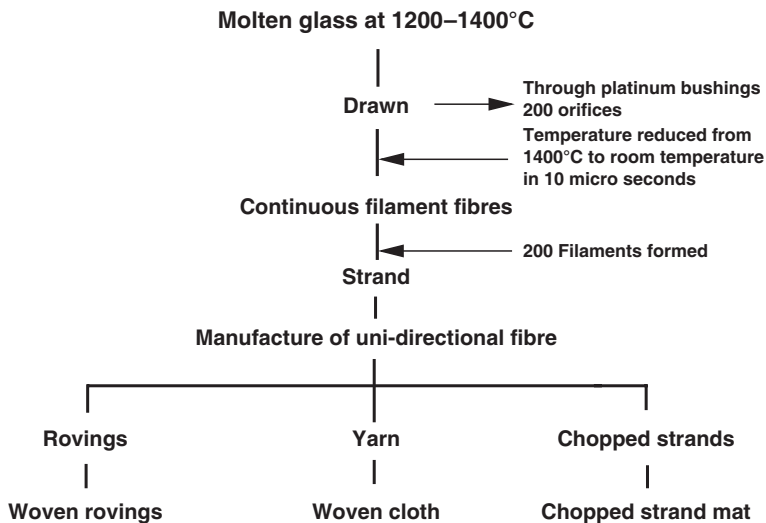 Molten glass at 1200–1400°C
Drawn
Through platinum bushings
200 orifices
Temperature reduced from
1400°C to room temperature
in 10 micro seconds
Continuous filament fibres
200 Filaments formed
Strand
Manufacture of uni-directional fibre
Rovings
Yarn
Chopped strands
Woven rovings
Woven cloth
Chopped strand mat